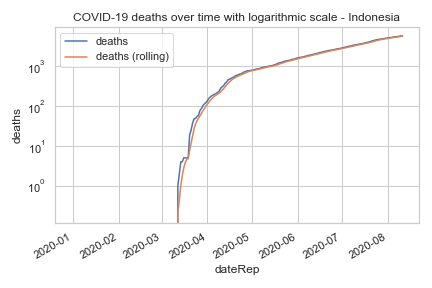 COVID-19 deaths over time with logarithmic scale - Indonesia
deaths
deaths (rolling)
10³
10²
10¹
10⁰
deaths
2020-01
2020-02
2020-03
2020-04
2020-05
2020-06
2020-07
2020-08
dateRep